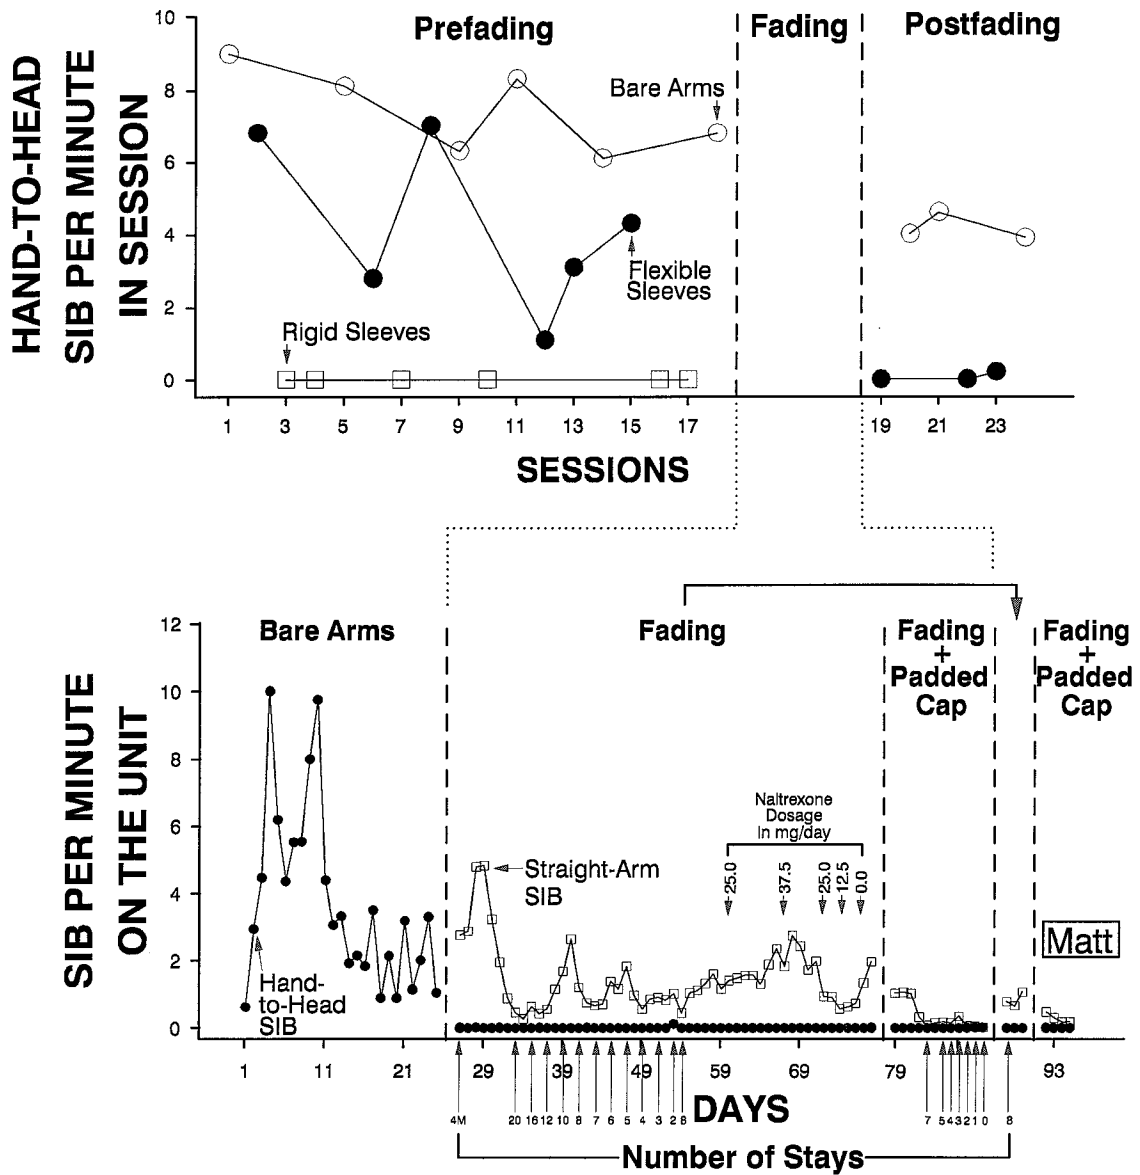 HAND-TO-HEAD
SIB PER MINUTE
IN SESSION
10
8
6
4
2
0
Prefading
Fading
Postfading
Bare Arms
Flexible
Sleeves
Rigid Sleeves
1 3 5 7 9 11 13 15 17 19 21 23
SESSIONS
SIB PER MINUTE
ON THE UNIT
12
10
8
6
4
2
0
Bare Arms
Fading
Fading
+
Padded
Cap
Fading
+
Padded
Cap
Naltrexone
Dosage
In mg/day
25.0 37.5 25.0 12.5 0.0
Straight-Arm
SIB
Hand-
to-Head
SIB
Matt
1 11 21 29 39 49 59 69 79 93
DAYS
4M 20 16 12 10 8 7 6 5 4 3 2 8 7 5 4 3 2 1 0 8
Number of Stays